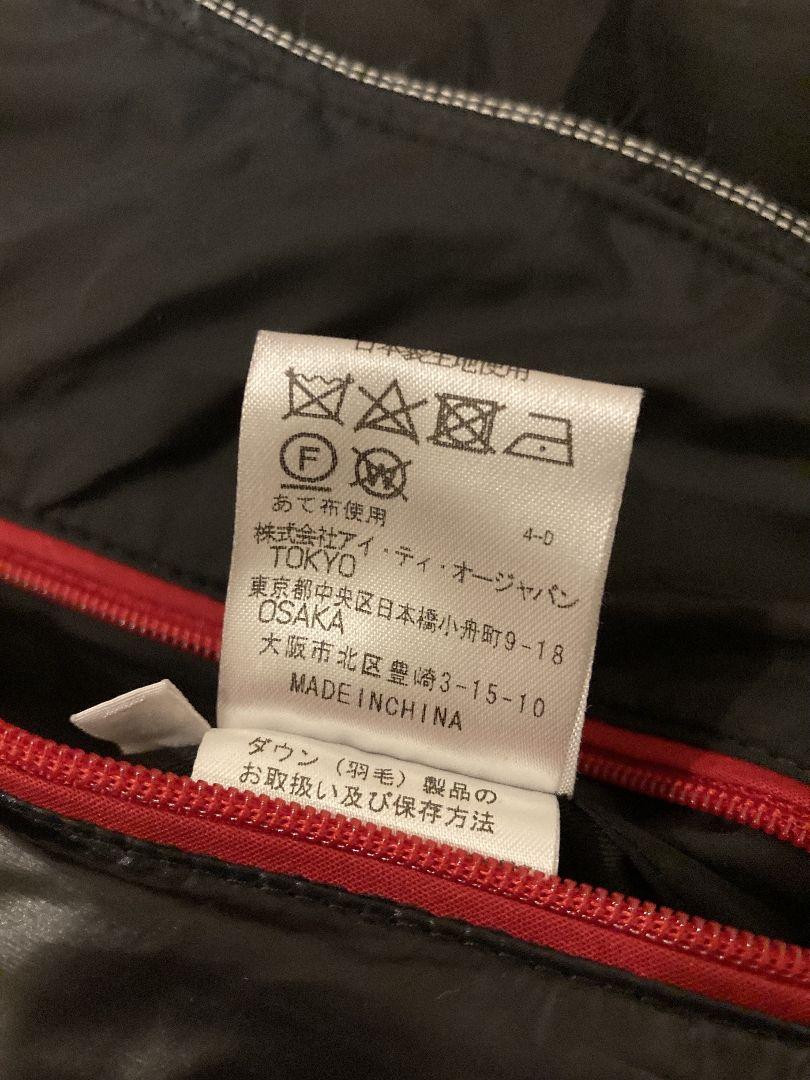 日本製生地使用
F W
あて布使用
4-D
株式会社アイ・ティ・オージャパン
TOKYO
東京都中央区日本橋小舟町9-18
OSAKA
大阪市北区豊崎3-15-10
MADEINCHINA
ダウン（羽毛）製品の
お取扱い及び保存方法